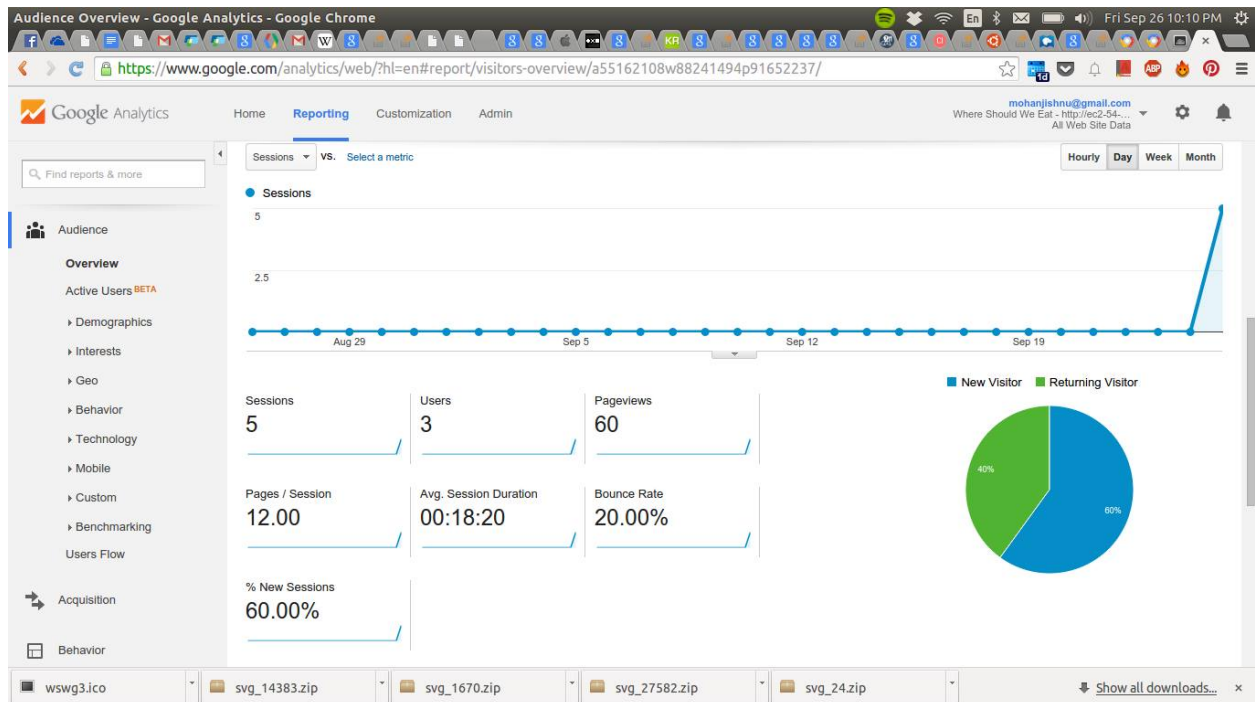 Audience Overview - Google Analytics - Google Chrome
En
Fri Sep 26 10:10 PM
https://www.google.com/analytics/web/?hl=en#report/visitors-overview/a55162108w88241494p91652237/
1d
ABP
Google Analytics
Home Reporting Customization Admin
mohanjishnu@gmail.com
Where Should We Eat - http://ec2-54-...
All Web Site Data
Find reports & more
Audience
Overview
Active Users BETA
Demographics
Interests
Geo
Behavior
Technology
Mobile
Custom
Benchmarking
Users Flow
Acquisition
Behavior
Sessions VS. Select a metric
Hourly Day Week Month
Sessions
5
2.5
Aug 29 Sep 5 Sep 12 Sep 19
New Visitor Returning Visitor
Sessions Users Pageviews
5 3 60
Pages / Session Avg. Session Duration Bounce Rate
12.00 00:18:20 20.00%
% New Sessions
60.00%
40%
60%
wswg3.ico svg_14383.zip svg_1670.zip svg_27582.zip svg_24.zip Show all downloads...